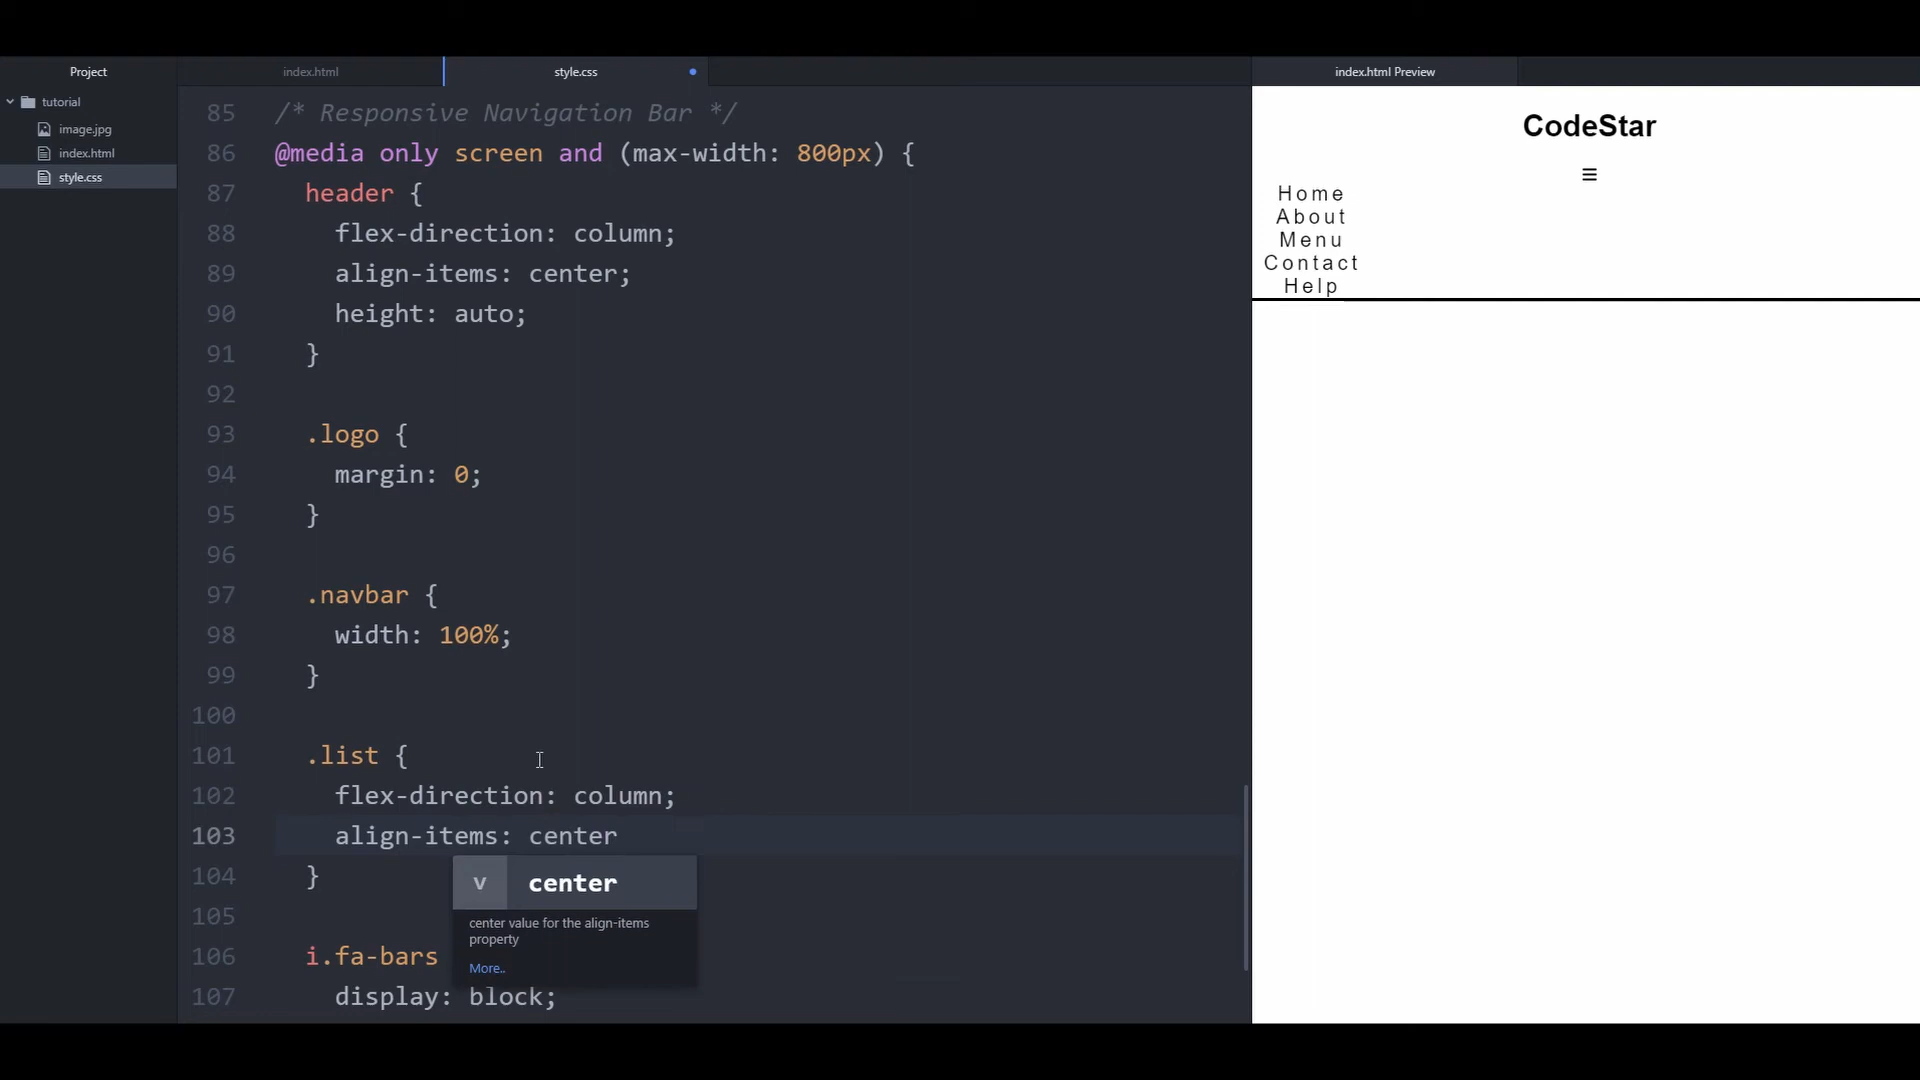 Project
index.html
style.css
index.html Preview
tutorial
image.jpg
index.html
style.css
85 /* Responsive Navigation Bar */
86 @media only screen and (max-width: 800px) {
87 header {
88 flex-direction: column;
89 align-items: center;
90 height: auto;
91 }
92
93 .logo {
94 margin: 0;
95 }
96
97 .navbar {
98 width: 100%;
99 }
100
101 .list {
102 flex-direction: column;
103 align-items: center
104 }
105
106 i.fa-bars
107 display: block;
v center
center value for the align-items
property
More..
CodeStar
Home
About
Menu
Contact
Help